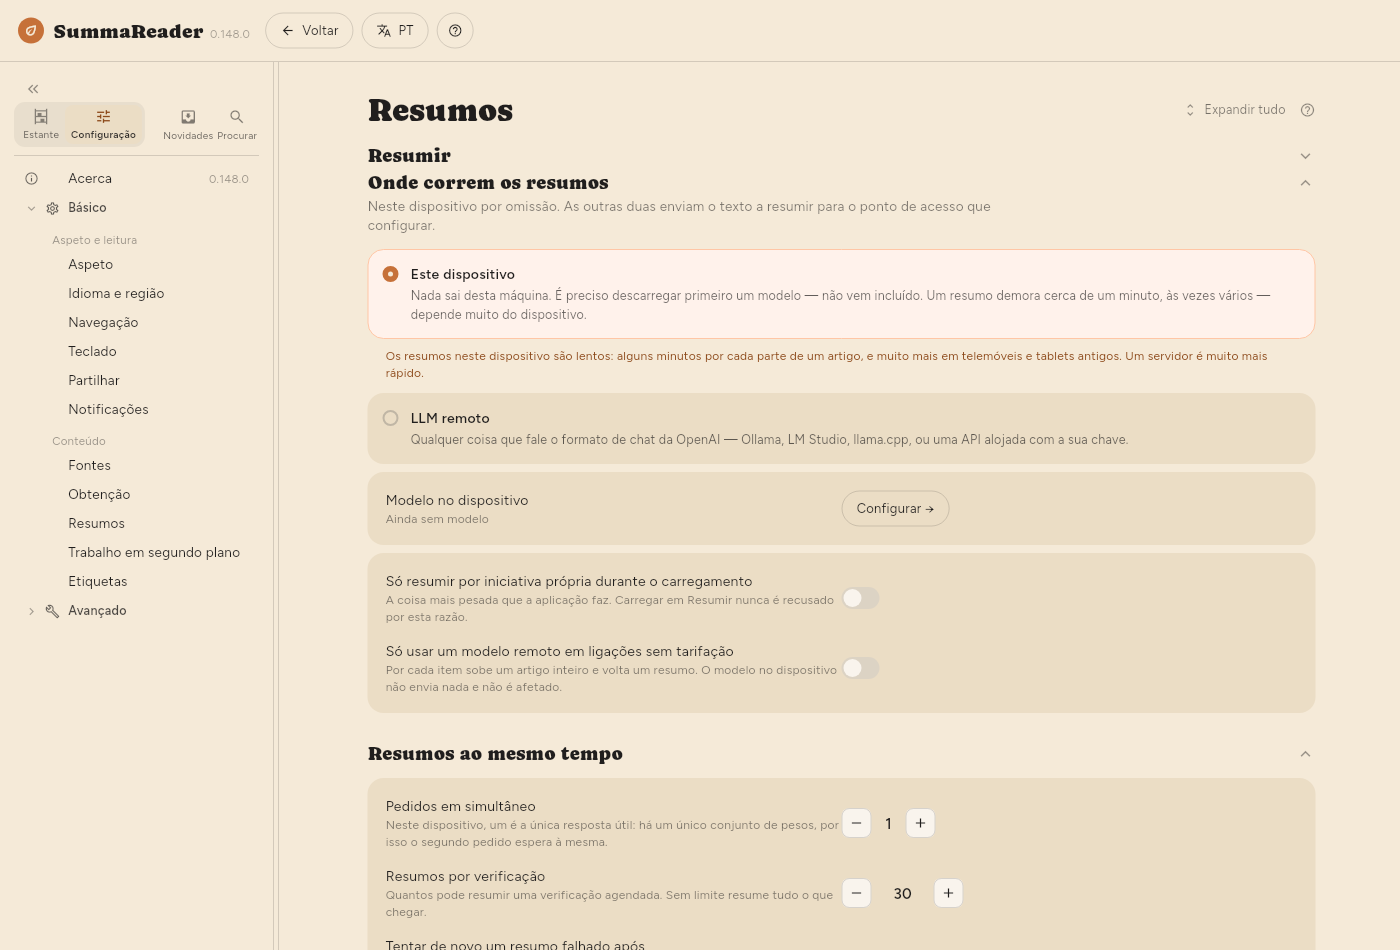 SummaReader 0.148.0
Voltar
PT
Estante
Configuração
Novidades
Procurar
Acerca
0.148.0
Básico
Aspeto e leitura
Aspeto
Idioma e região
Navegação
Teclado
Partilhar
Notificações
Conteúdo
Fontes
Obtenção
Resumos
Trabalho em segundo plano
Etiquetas
Avançado
Resumos
Expandir tudo
Resumir
Onde correm os resumos
Neste dispositivo por omissão. As outras duas enviam o texto a resumir para o ponto de acesso que
configurar.
Este dispositivo
Nada sai desta máquina. É preciso descarregar primeiro um modelo — não vem incluído. Um resumo demora cerca de um minuto, às vezes vários —
depende muito do dispositivo.
Os resumos neste dispositivo são lentos: alguns minutos por cada parte de um artigo, e muito mais em telemóveis e tablets antigos. Um servidor é muito mais
rápido.
LLM remoto
Qualquer coisa que fale o formato de chat da OpenAI — Ollama, LM Studio, llama.cpp, ou uma API alojada com a sua chave.
Modelo no dispositivo
Ainda sem modelo
Configurar →
Só resumir por iniciativa própria durante o carregamento
A coisa mais pesada que a aplicação faz. Carregar em Resumir nunca é recusado
por esta razão.
Só usar um modelo remoto em ligações sem tarifação
Por cada item sobe um artigo inteiro e volta um resumo. O modelo no dispositivo
não envia nada e não é afetado.
Resumos ao mesmo tempo
Pedidos em simultâneo
Neste dispositivo, um é a única resposta útil: há um único conjunto de pesos, por
isso o segundo pedido espera à mesma.
1
Resumos por verificação
Quantos pode resumir uma verificação agendada. Sem limite resume tudo o que
chegar.
30
Tentar de novo um resumo falhado após